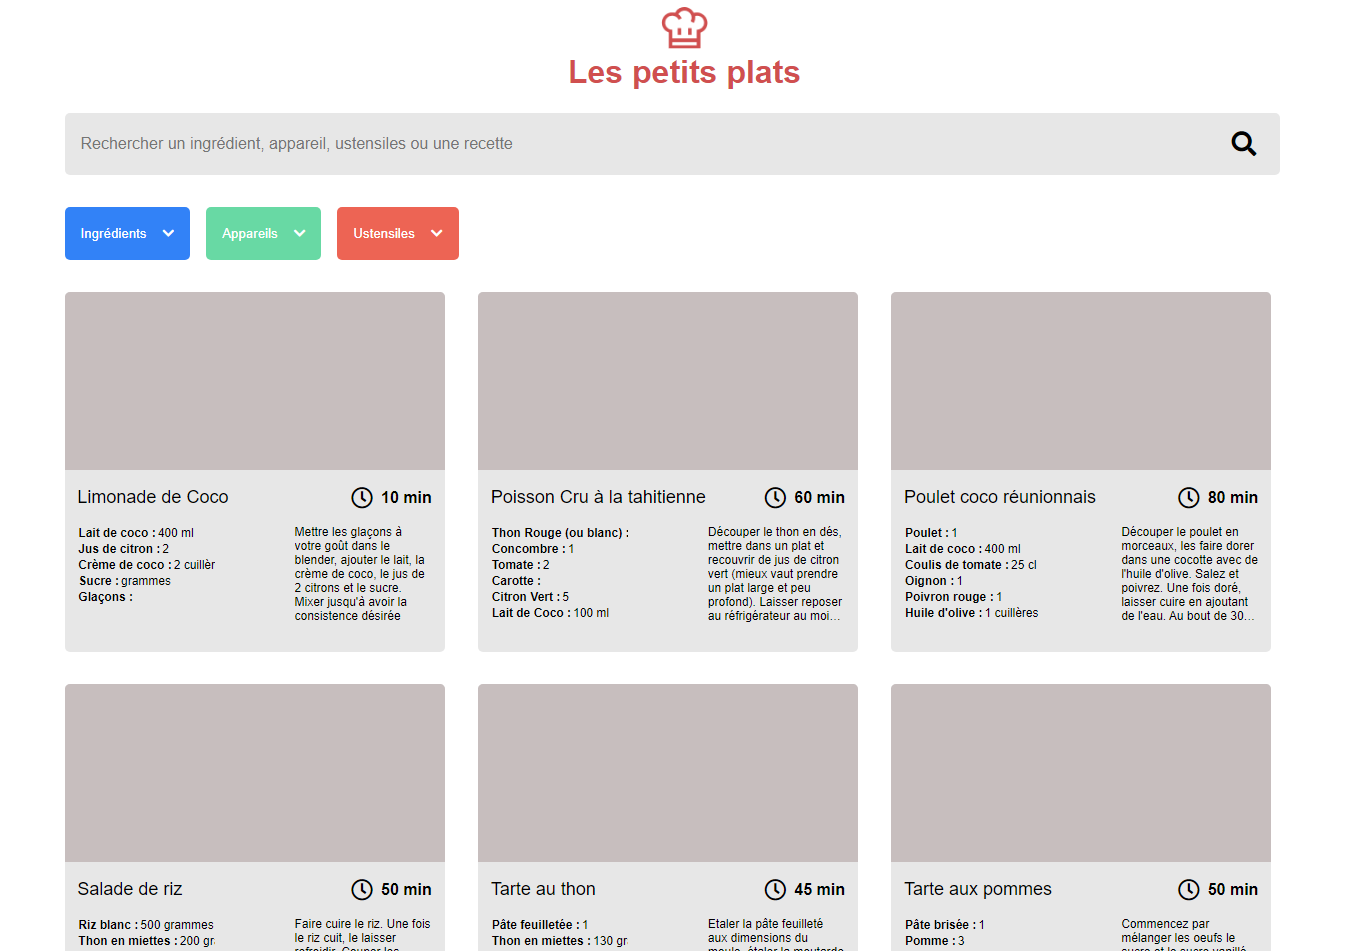 Les petits plats
Rechercher un ingrédient, appareil, ustensiles ou une recette
Ingrédients
Appareils
Ustensiles
Limonade de Coco
10 min
Lait de coco : 400 ml
Jus de citron : 2
Crème de coco : 2 cuillèr
Sucre : grammes
Glaçons :
Mettre les glaçons à
votre goût dans le
blender, ajouter le lait, la
crème de coco, le jus de
2 citrons et le sucre.
Mixer jusqu'à avoir la
consistence désirée
Poisson Cru à la tahitienne
60 min
Thon Rouge (ou blanc) :
Concombre : 1
Tomate : 2
Carotte :
Citron Vert : 5
Lait de Coco : 100 ml
Découper le thon en dés,
mettre dans un plat et
recouvrir de jus de citron
vert (mieux vaut prendre
un plat large et peu
profond). Laisser reposer
au réfrigérateur au moi...
Poulet coco réunionnais
80 min
Poulet : 1
Lait de coco : 400 ml
Coulis de tomate : 25 cl
Oignon : 1
Poivron rouge : 1
Huile d'olive : 1 cuillères
Découper le poulet en
morceaux, les faire dorer
dans une cocotte avec de
l'huile d'olive. Salez et
poivrez. Une fois doré,
laisser cuire en ajoutant
de l'eau. Au bout de 30...
Salade de riz
50 min
Riz blanc : 500 grammes
Thon en miettes : 200 gr
Faire cuire le riz. Une fois
le riz cuit, le laisser
refroidir. Couper les
Tarte au thon
45 min
Pâte feuilletée : 1
Thon en miettes : 130 gr
Etaler la pâte feuilleté
aux dimensions du
moule, étaler la moutarde
Tarte aux pommes
50 min
Pâte brisée : 1
Pomme : 3
Commencez par
mélanger les oeufs le
sucre et le sucre vanillé